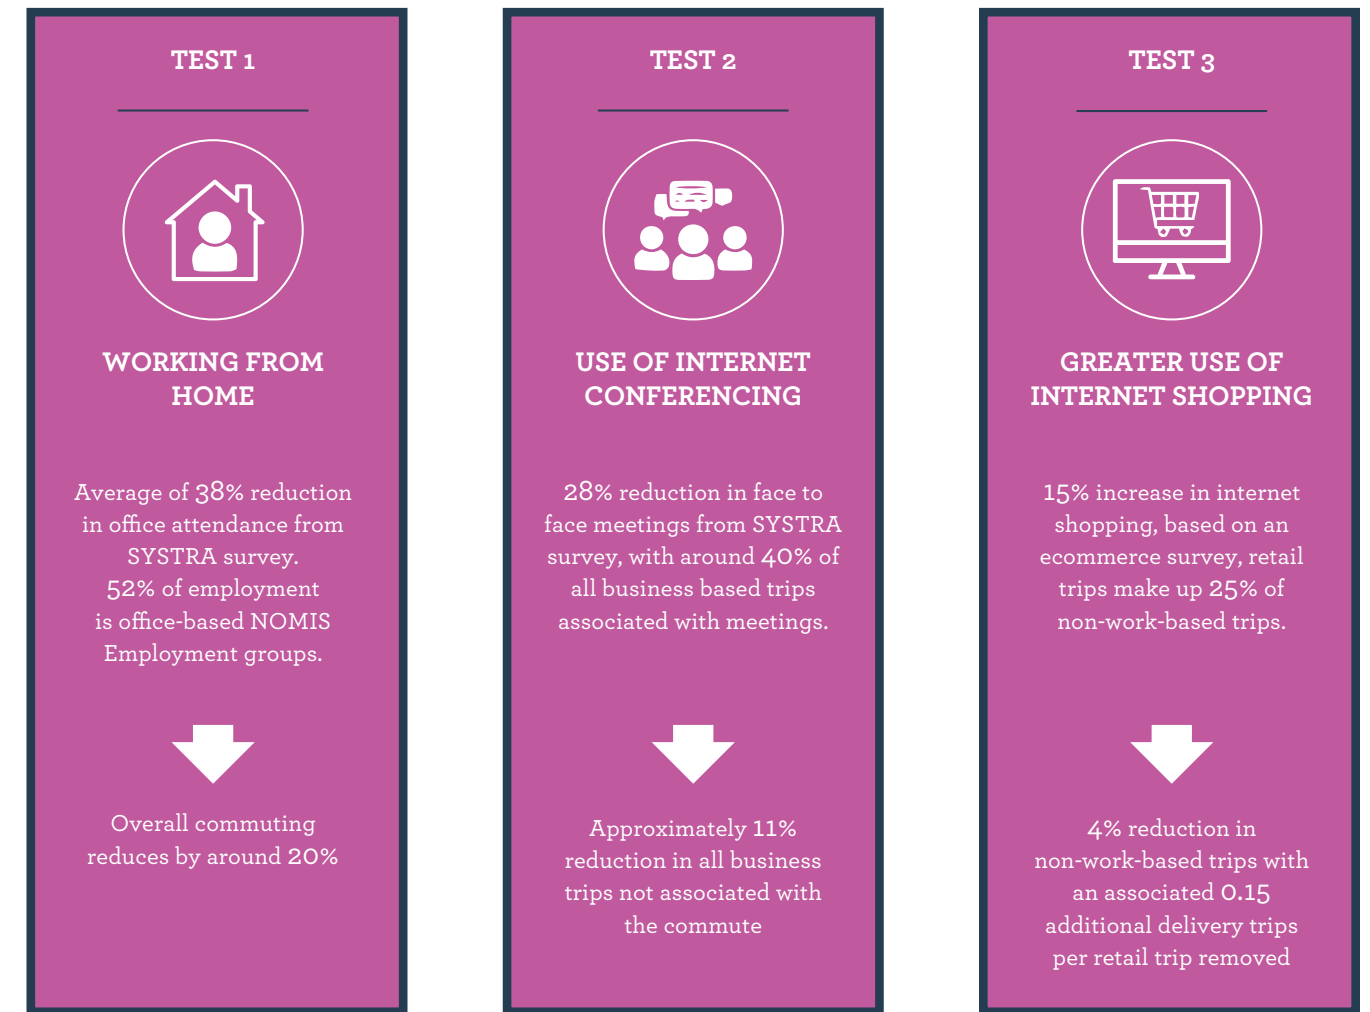 TEST 1
WORKING FROM
HOME
Average of 38% reduction
in office attendance from
SYSTRA survey.
52% of employment
is office-based NOMIS
Employment groups.
Overall commuting
reduces by around 20%
TEST 2
USE OF INTERNET
CONFERENCING
28% reduction in face to
face meetings from SYSTRA
survey, with around 40% of
all business based trips
associated with meetings.
Approximately 11%
reduction in all business
trips not associated with
the commute
TEST 3
GREATER USE OF
INTERNET SHOPPING
15% increase in internet
shopping, based on an
ecommerce survey, retail
trips make up 25% of
non-work-based trips.
4% reduction in
non-work-based trips with
an associated 0.15
additional delivery trips
per retail trip removed